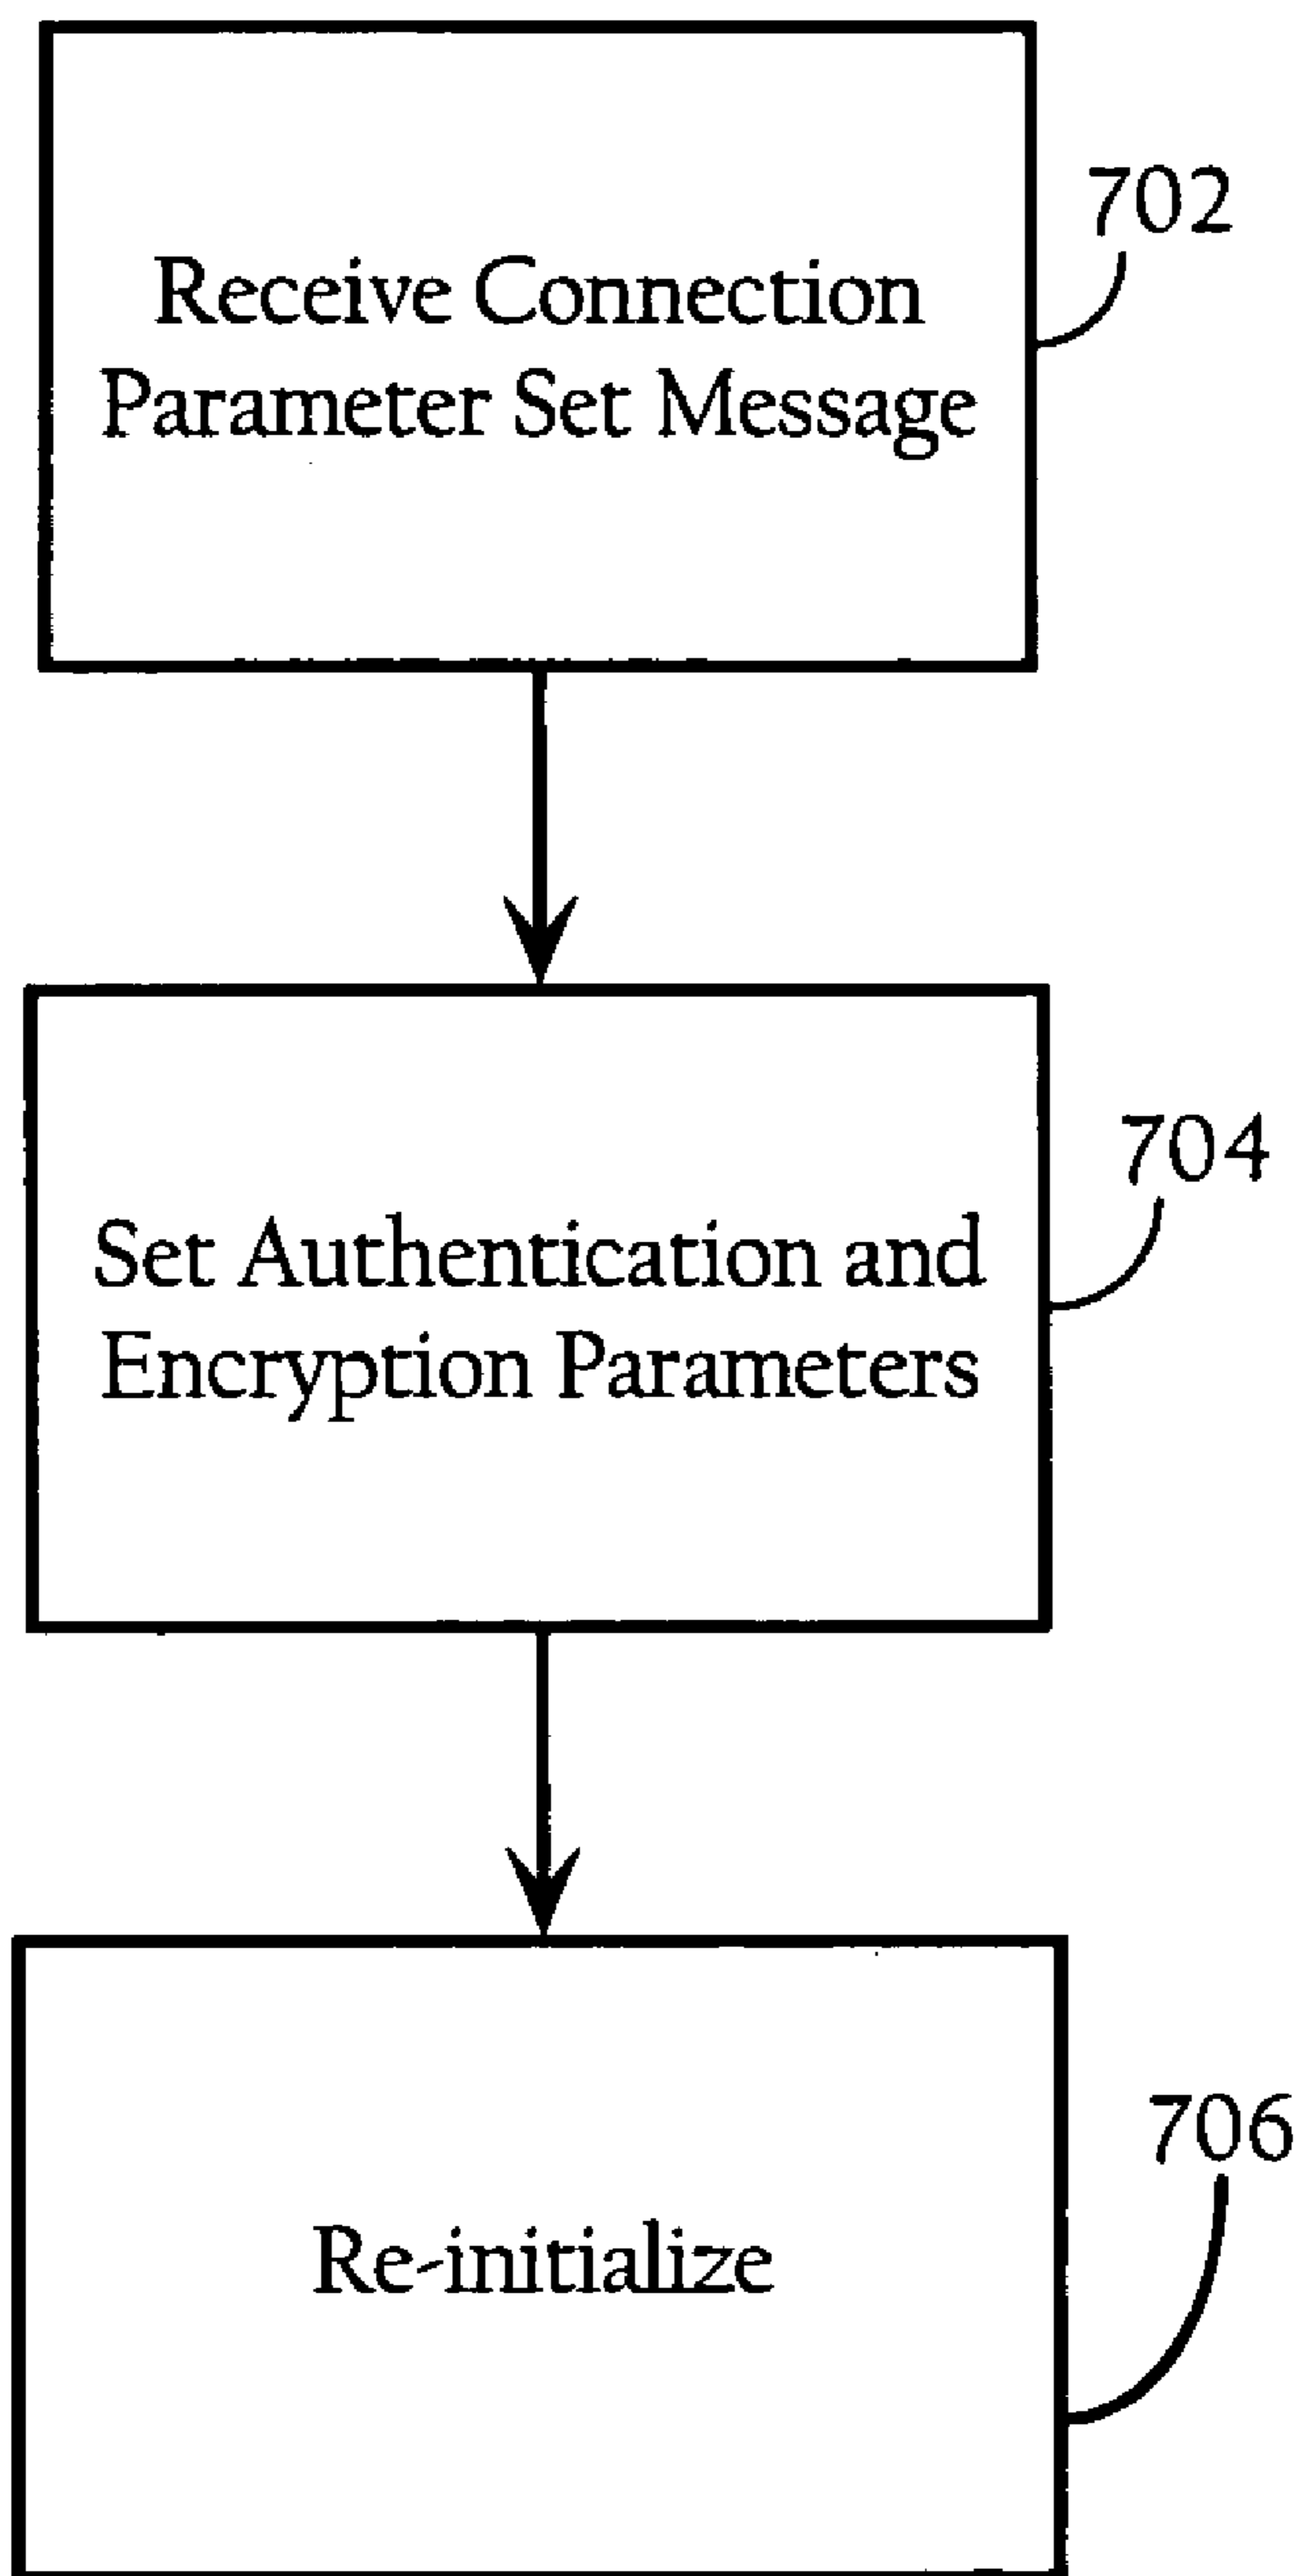 Receive Connection
Parameter Set Message
702
Set Authentication and
Encryption Parameters
704
Re-initialize
706